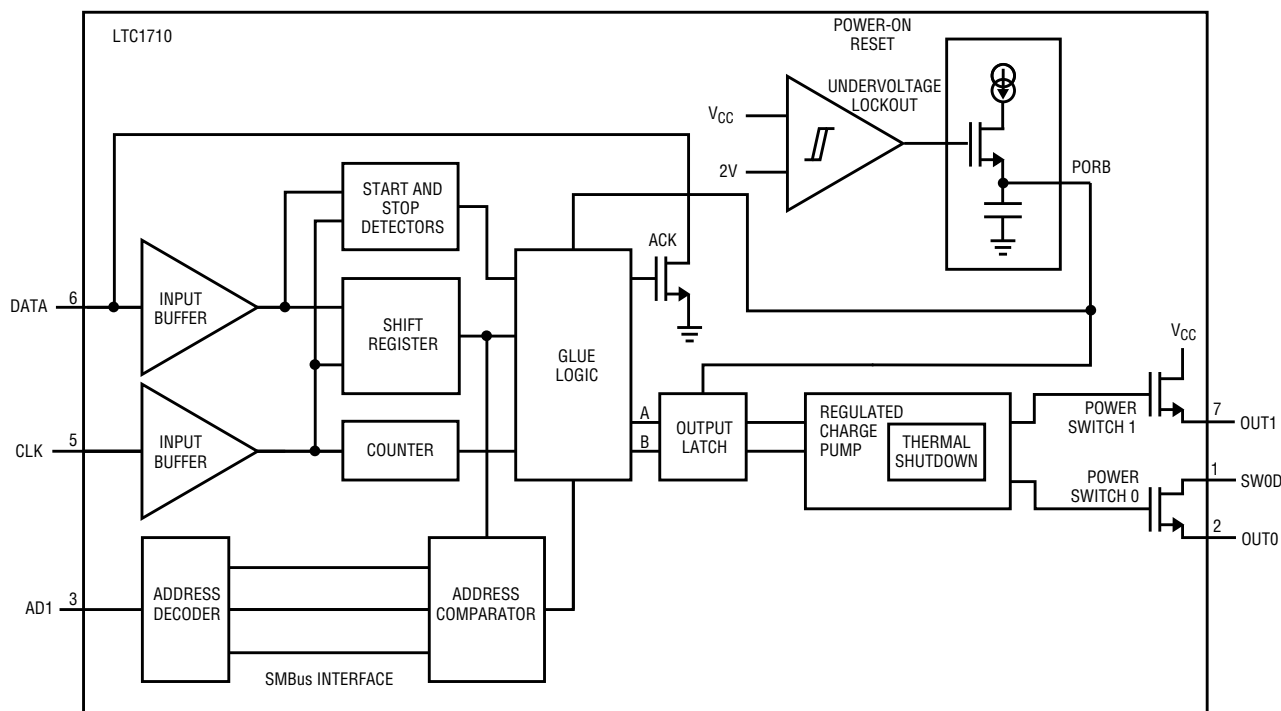 LTC1710
POWER-ON
RESET
UNDERVOLTAGE
LOCKOUT
VCC
2V
PORB
START AND
STOP
DETECTORS
ACK
DATA
6
INPUT
BUFFER
SHIFT
REGISTER
GLUE
LOGIC
VCC
CLK
5
INPUT
BUFFER
COUNTER
A
B
OUTPUT
LATCH
REGULATED
CHARGE
PUMP
THERMAL
SHUTDOWN
POWER
SWITCH 1
7
OUT1
POWER
SWITCH 0
1
SW0D
2
OUT0
AD1
3
ADDRESS
DECODER
ADDRESS
COMPARATOR
SMBus INTERFACE